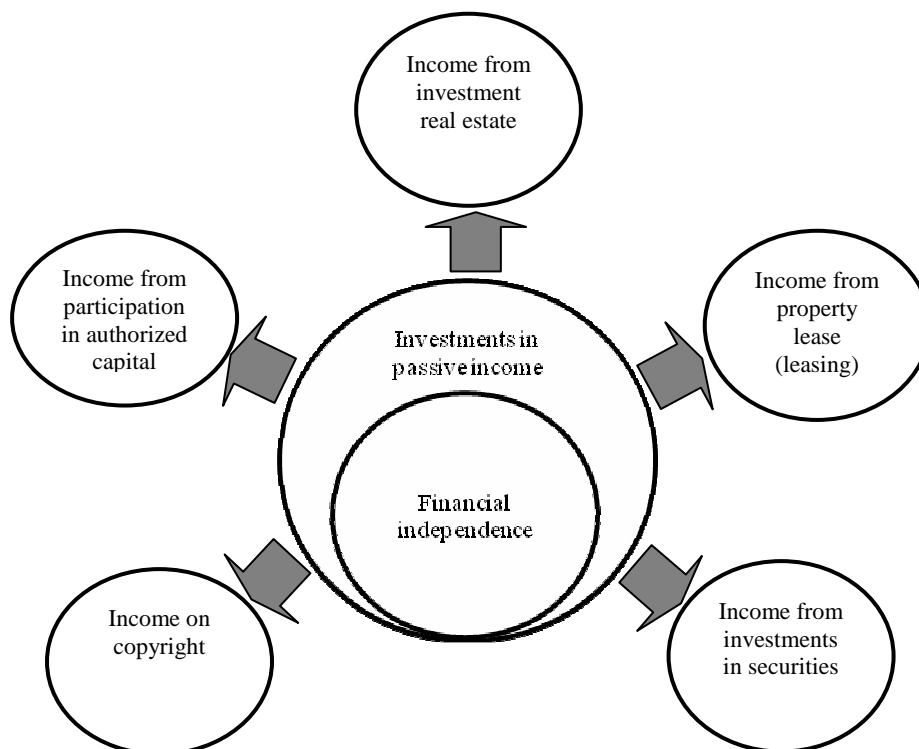 Income from
investment
real estate
Income from
participation
in authorized
capital
Income from
property
lease
(leasing)
Investments in
passive income
Financial
independence
Income on
copyright
Income from
investments
in securities